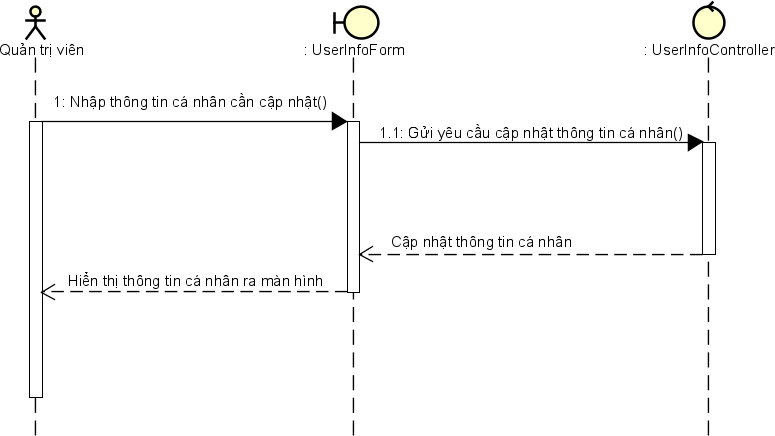 Quản trị viên
: UserInfoForm
: UserInfoController
1: Nhập thông tin cá nhân cần cập nhật()
1.1: Gửi yêu cầu cập nhật thông tin cá nhân()
Cập nhật thông tin cá nhân
Hiển thị thông tin cá nhân ra màn hình